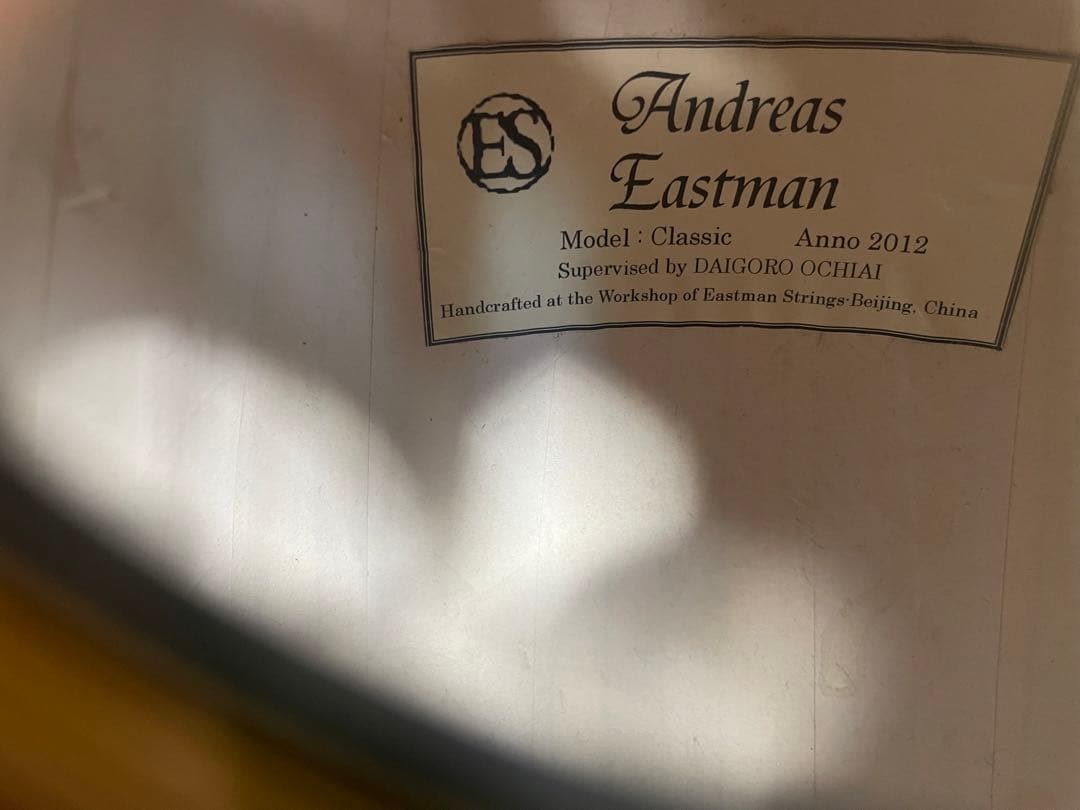 ES
Andreas
Eastman
Model : Classic Anno 2012
Supervised by DAIGORO OCHIAI
Handcrafted at the Workshop of Eastman Strings·Beijing, China